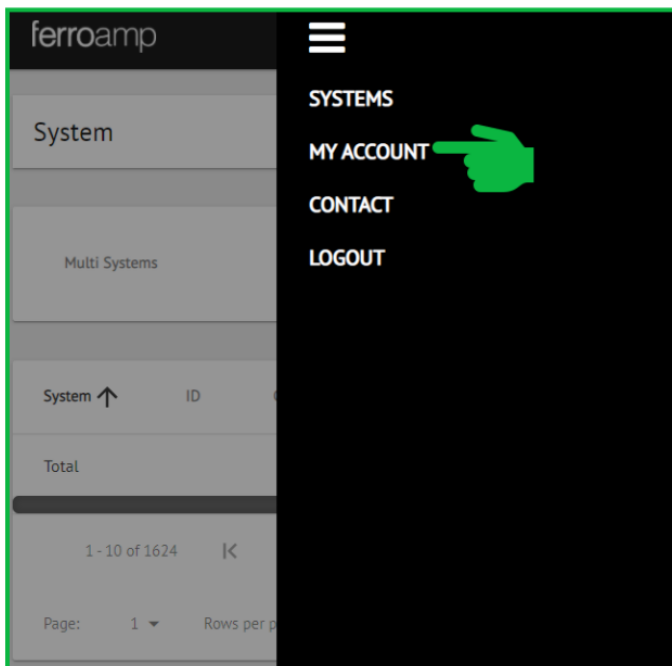 ferroamp
System
Multi Systems
System ID
Total
1 - 10 of 1624
Page: 1 Rows per p
SYSTEMS
MY ACCOUNT
CONTACT
LOGOUT